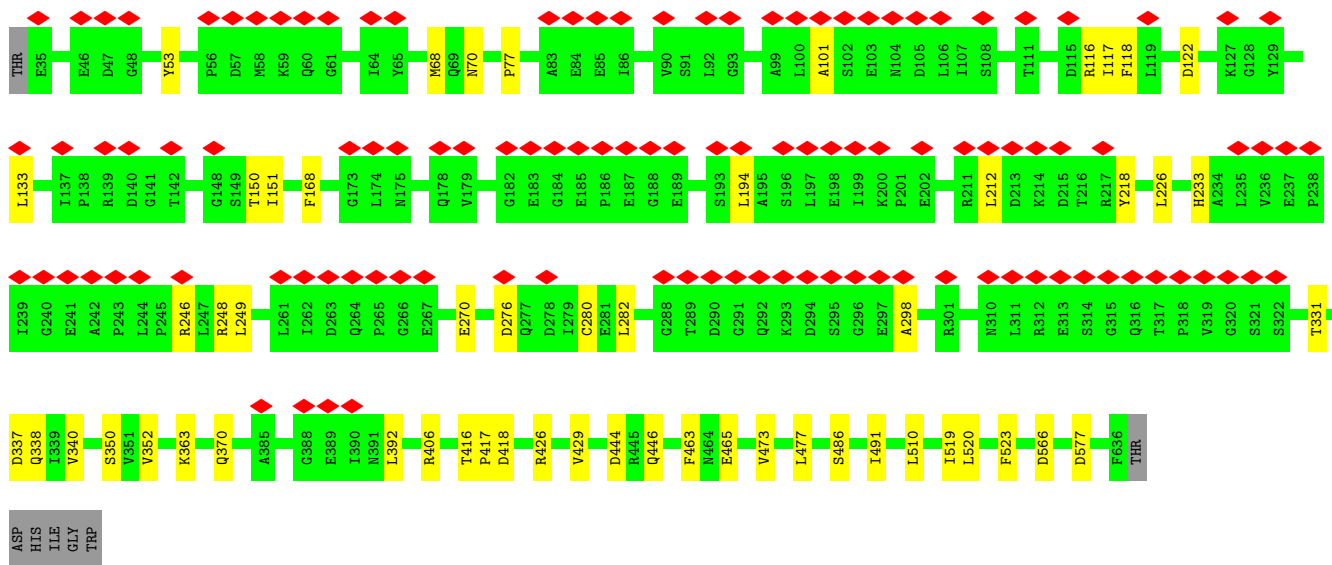 THR E35 E46 D47 G48 Y53 P56 D57 M58 K59 Q60 G61 I64 Y65 M68 Q69 N70 P77 A83 E84 E85 I86 V90 S91 L92 G93 A99 L100 A101 S102 E103 N104 D105 L106 I107 S108 T111 D115 R116 I117 F118 L119 D122 K127 G128 Y129
L133 I137 P138 R139 D140 G141 T142 G148 S149 T150 I151 F168 G173 L174 N175 Q178 V179 G182 E183 G184 E185 P186 E187 G188 E189 S193 L194 A195 S196 L197 E198 I199 K200 P201 E202 R211 L212 D213 K214 D215 T216 R217 Y218 L226 H233 A234 L235 V236 E237 P238
I239 G240 E241 A242 P243 L244 P245 R246 L247 R248 L249 L261 I262 D263 Q264 P265 G266 E267 E270 D276 Q277 D278 I279 C280 E281 L282 G288 T289 D290 G291 Q292 K293 D294 S295 G296 E297 A298 R301 N310 L311 R312 E313 S314 G315 Q316 T317 P318 V319 G320 S321 S322 T331
D337 Q338 I339 V340 S350 V351 V352 K363 Q370 A385 G388 E389 I390 N391 L392 R406 T416 P417 D418 R426 V429 D444 R445 Q446 F463 N464 E465 V473 L477 S486 I491 L510 I519 L520 F523 D566 D577 F636 THR
ASP HIS ILE GLY TRP